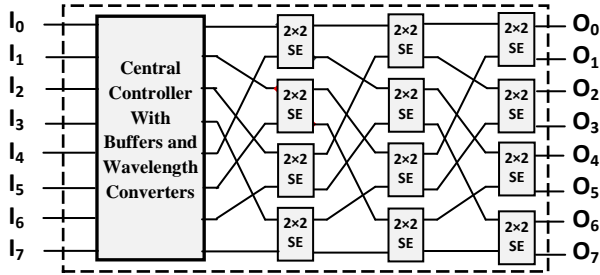 I0
I1
I2
I3
I4
I5
I6
I7
Central
Controller
With
Buffers and
Wavelength
Converters
2×2
SE
2×2
SE
2×2
SE
2×2
SE
2×2
SE
2×2
SE
2×2
SE
2×2
SE
2×2
SE
2×2
SE
2×2
SE
2×2
SE
O0
O1
O2
O3
O4
O5
O6
O7